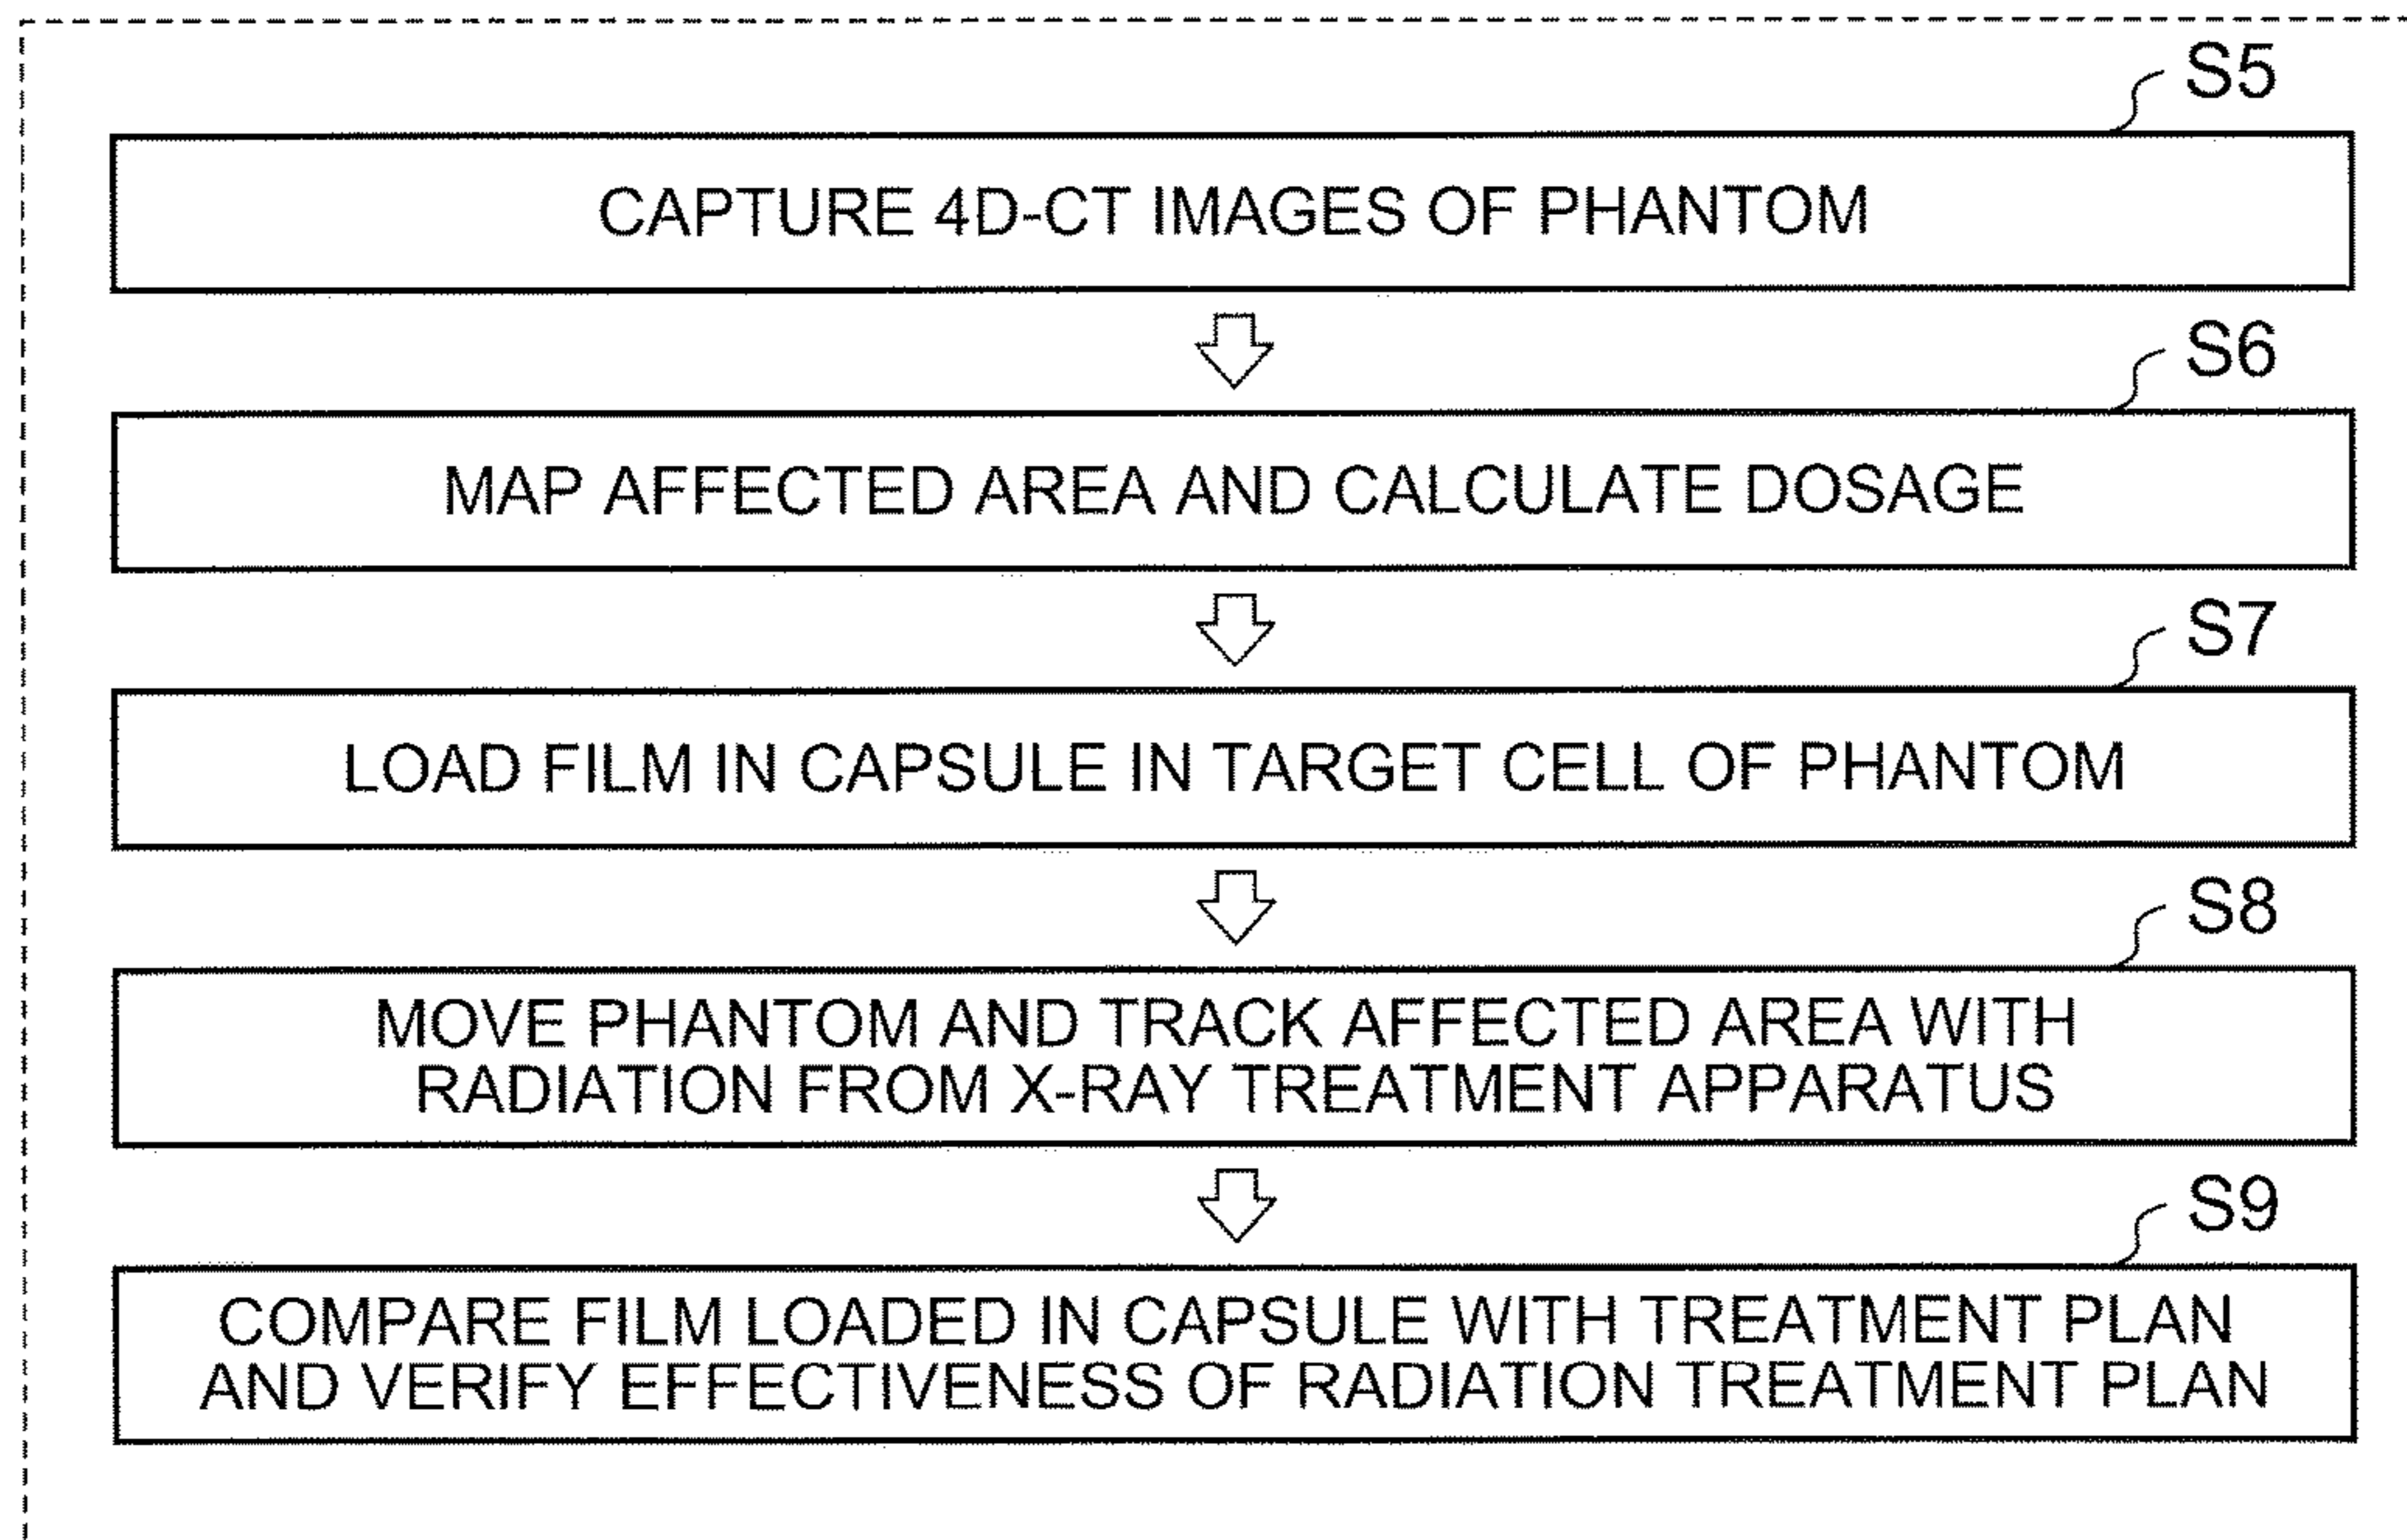 S5
CAPTURE 4D-CT IMAGES OF PHANTOM
S6
MAP AFFECTED AREA AND CALCULATE DOSAGE
S7
LOAD FILM IN CAPSULE IN TARGET CELL OF PHANTOM
S8
MOVE PHANTOM AND TRACK AFFECTED AREA WITH
RADIATION FROM X-RAY TREATMENT APPARATUS
S9
COMPARE FILM LOADED IN CAPSULE WITH TREATMENT PLAN
AND VERIFY EFFECTIVENESS OF RADIATION TREATMENT PLAN